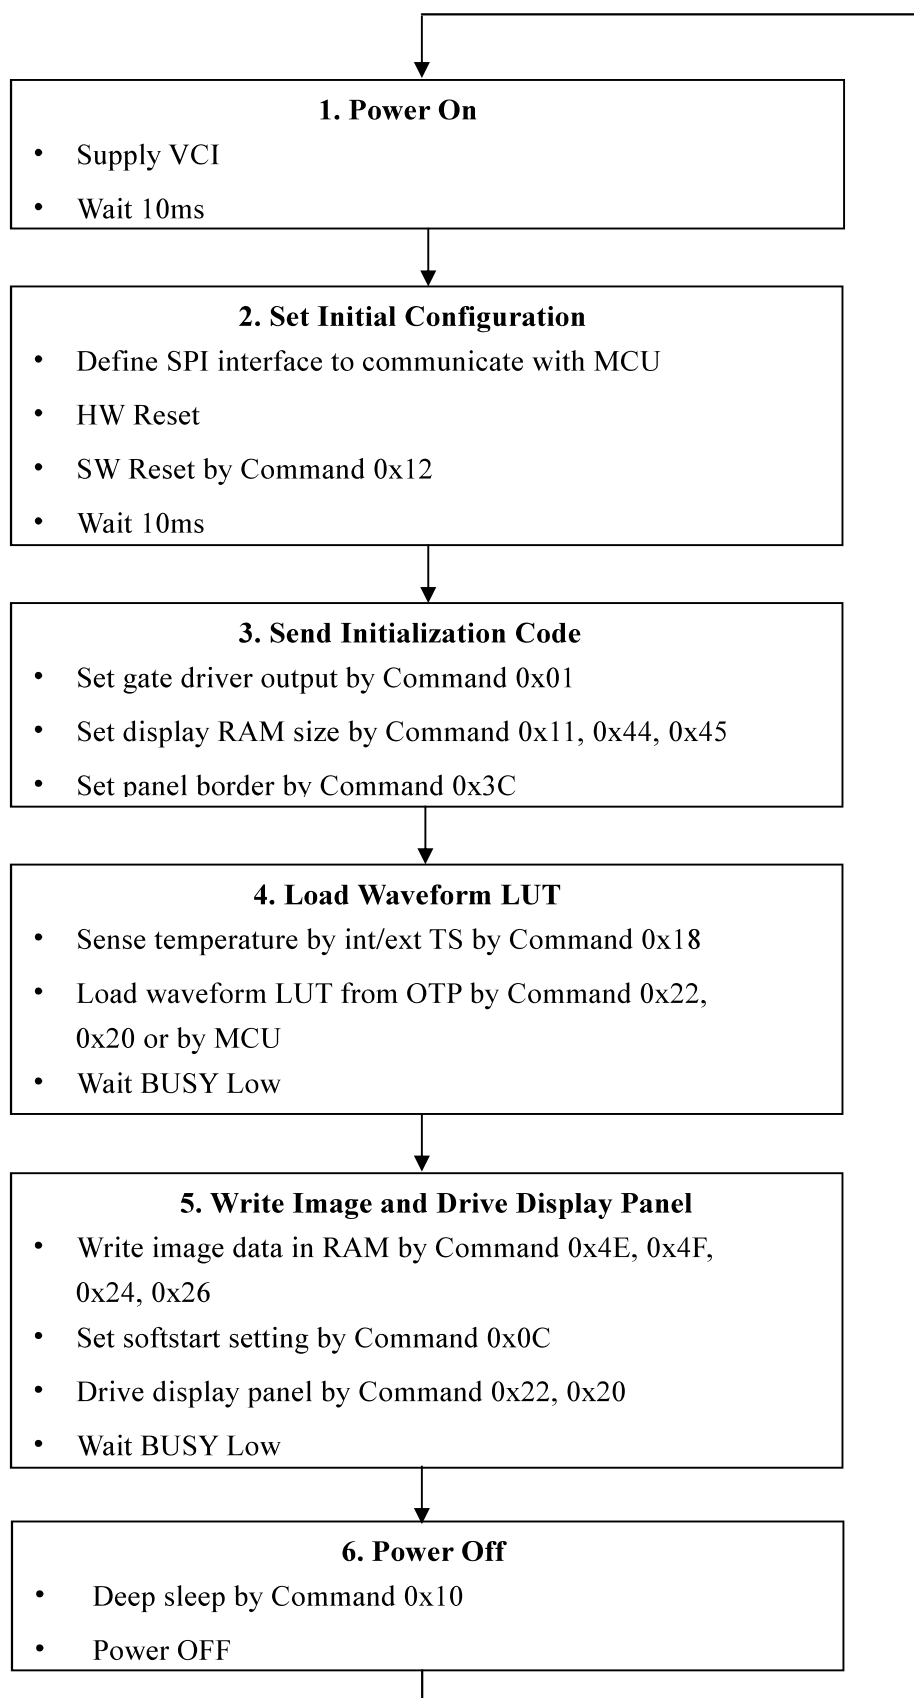 1. Power On
• Supply VCI
• Wait 10ms
2. Set Initial Configuration
• Define SPI interface to communicate with MCU
• HW Reset
• SW Reset by Command 0x12
• Wait 10ms
3. Send Initialization Code
• Set gate driver output by Command 0x01
• Set display RAM size by Command 0x11, 0x44, 0x45
• Set panel border by Command 0x3C
4. Load Waveform LUT
• Sense temperature by int/ext TS by Command 0x18
• Load waveform LUT from OTP by Command 0x22,
0x20 or by MCU
• Wait BUSY Low
5. Write Image and Drive Display Panel
• Write image data in RAM by Command 0x4E, 0x4F,
0x24, 0x26
• Set softstart setting by Command 0x0C
• Drive display panel by Command 0x22, 0x20
• Wait BUSY Low
6. Power Off
• Deep sleep by Command 0x10
• Power OFF